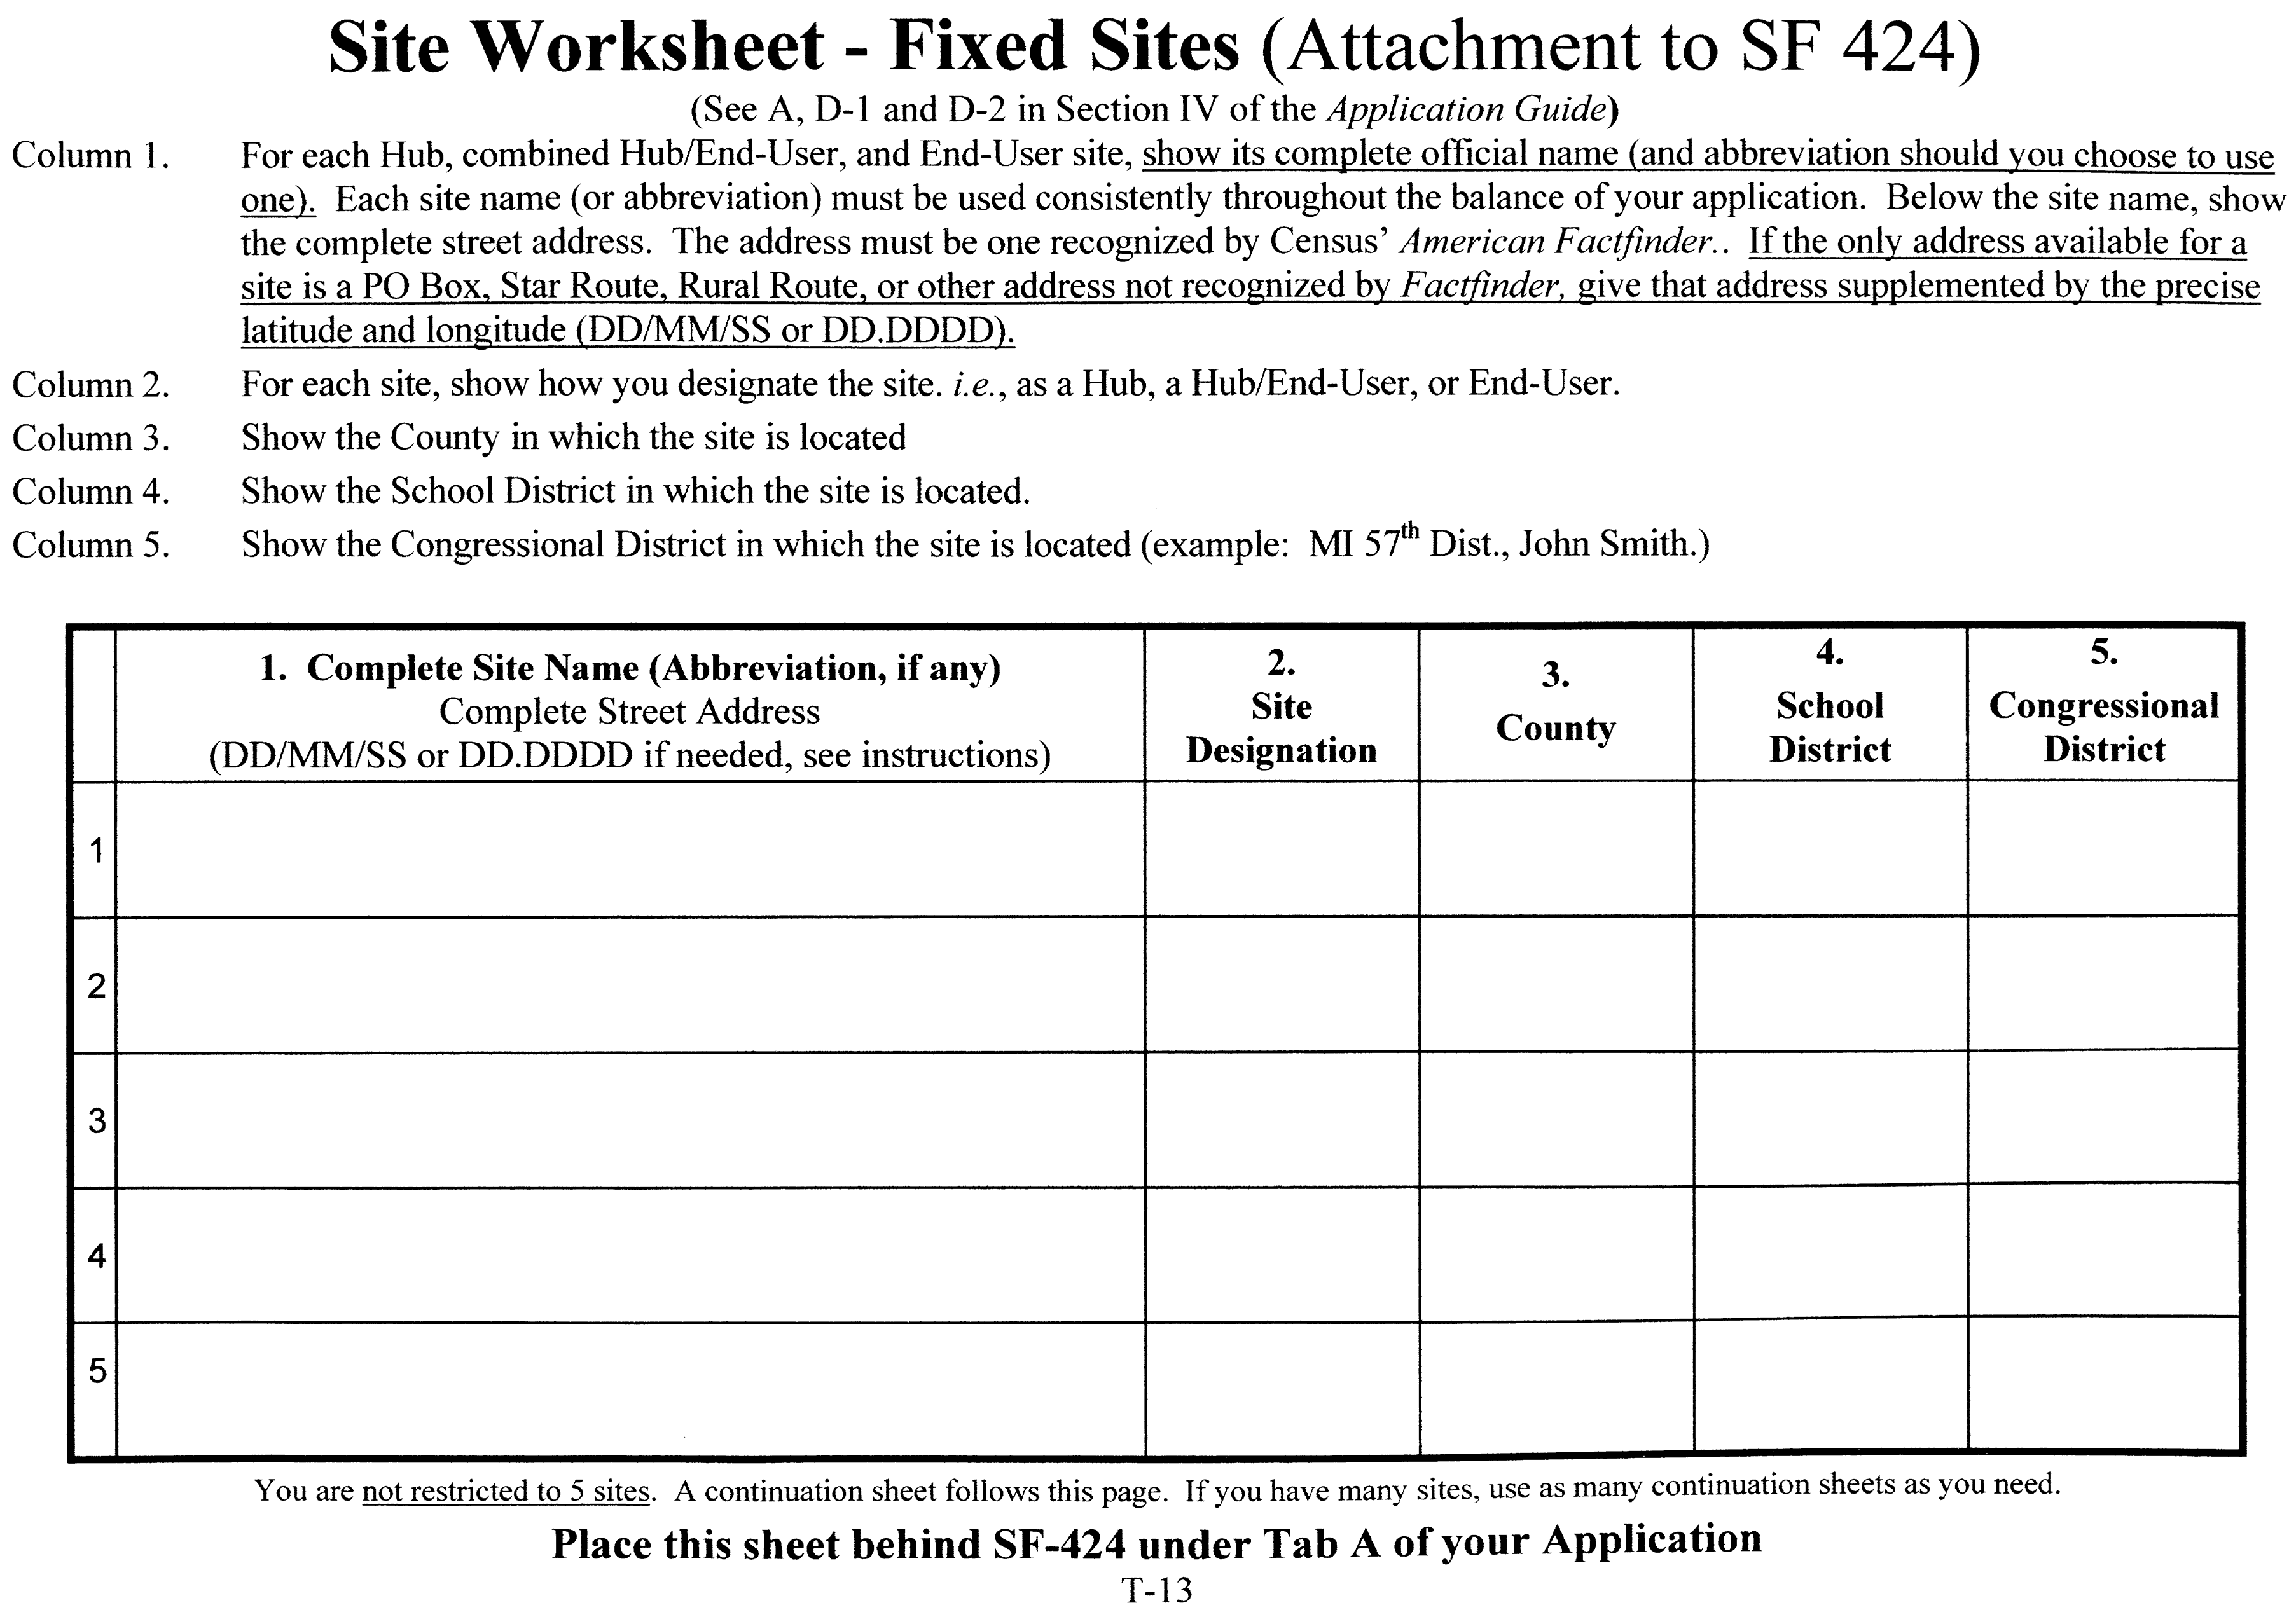 Site Worksheet - Fixed Sites (Attachment to SF 424)
(See A, D-1 and D-2 in Section IV of the Application Guide)
Column 1. For each Hub, combined Hub/End-User, and End-User site, show its complete official name (and abbreviation should you choose to use
one). Each site name (or abbreviation) must be used consistently throughout the balance of your application. Below the site name, show
the complete street address. The address must be one recognized by Census’ American Factfinder.. If the only address available for a
site is a PO Box, Star Route, Rural Route, or other address not recognized by Factfinder, give that address supplemented by the precise
latitude and longitude (DD/MM/SS or DD.DDDD).
Column 2. For each site, show how you designate the site. i.e., as a Hub, a Hub/End-User, or End-User.
Column 3. Show the County in which the site is located
Column 4. Show the School District in which the site is located.
Column 5. Show the Congressional District in which the site is located (example: MI 57th Dist., John Smith.)
1. Complete Site Name (Abbreviation, if any)
Complete Street Address
(DD/MM/SS or DD.DDDD if needed, see instructions)
2.
Site
Designation
3.
County
4.
School
District
5.
Congressional
District
1
2
3
4
5
You are not restricted to 5 sites. A continuation sheet follows this page. If you have many sites, use as many continuation sheets as you need.
Place this sheet behind SF-424 under Tab A of your Application
T-13